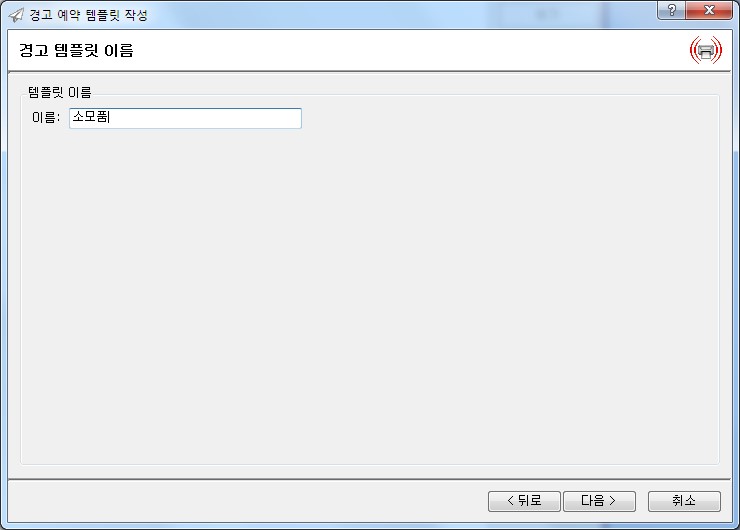 경고 예약 템플릿 작성
경고 템플릿 이름
템플릿 이름
이름: 소모품
< 뒤로 다음 > 취소